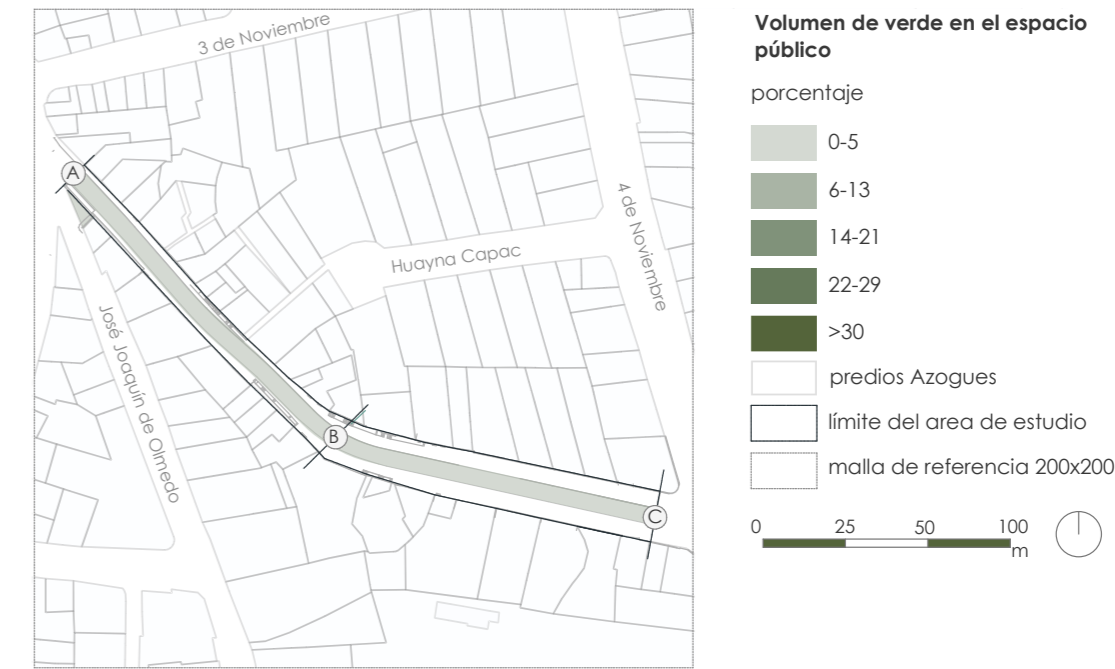 3 de Noviembre
4 de Noviembre
Huayna Capac
José Joaquín de Olmedo
A
B
C
Volumen de verde en el espacio
público
porcentaje
0-5
6-13
14-21
22-29
>30
predios Azogues
límite del area de estudio
malla de referencia 200x200
0 25 50 100
m